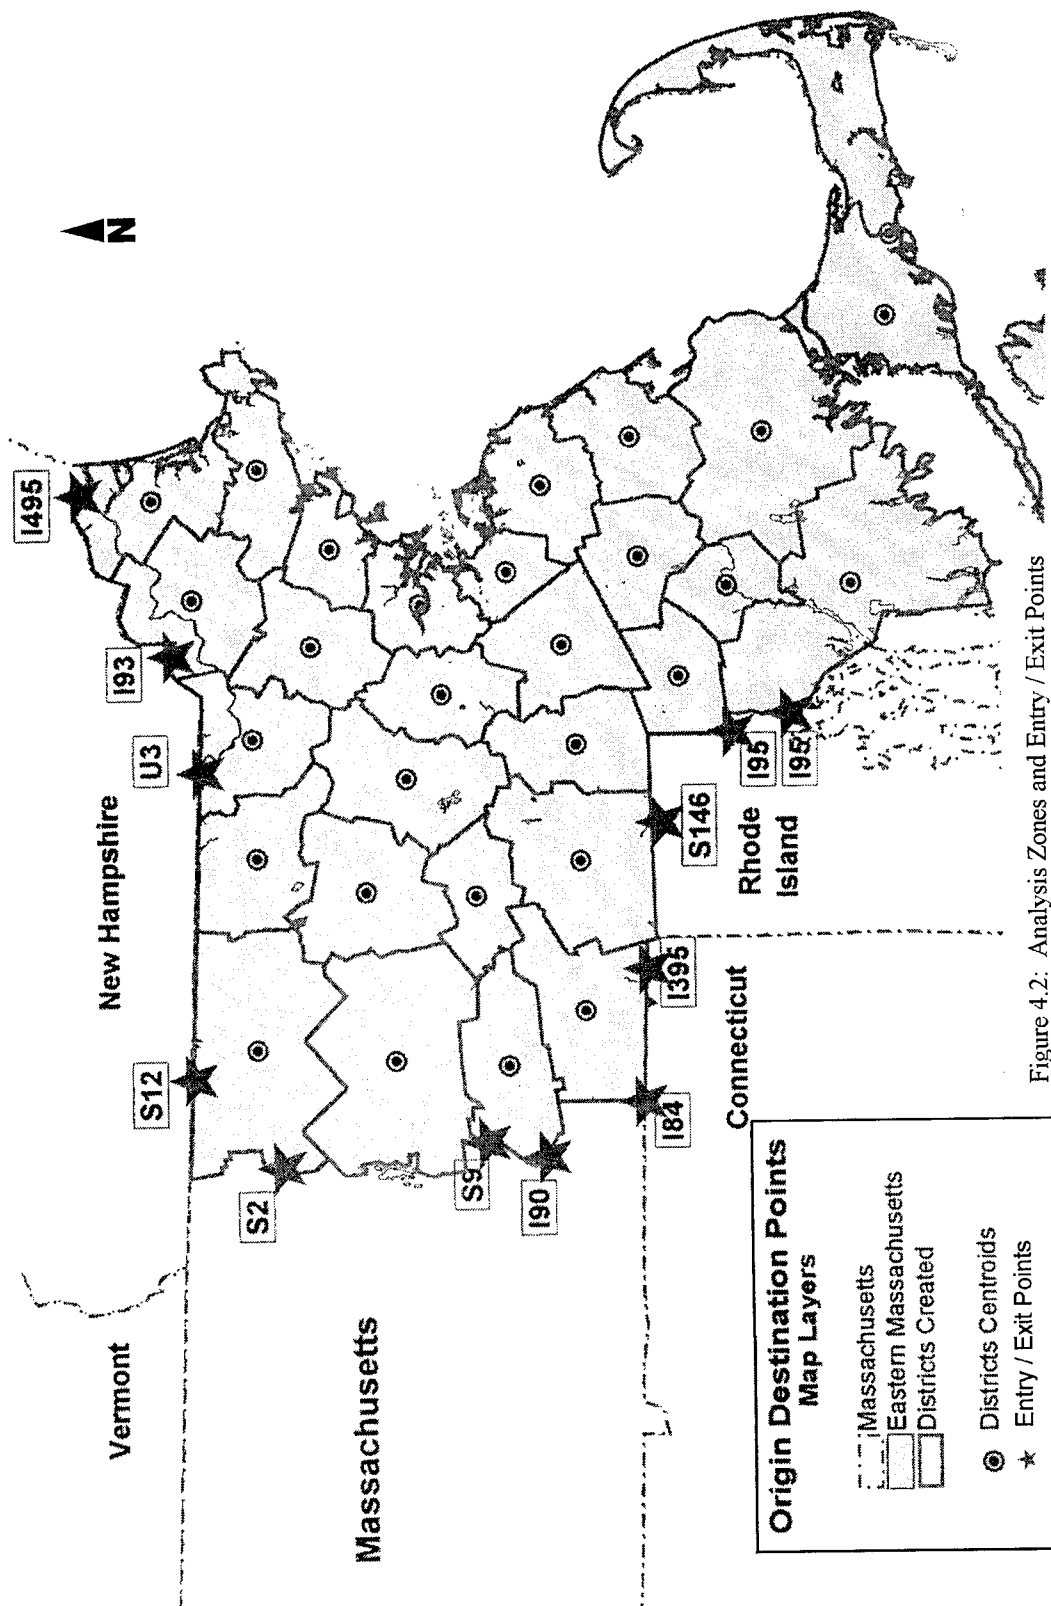 N
New Hampshire
Vermont
Massachusetts
Connecticut
Rhode
Island
I495
I93
U3
S12
S2
S9
I90
I84
I395
S146
I95
I95
Origin Destination Points
Map Layers
Massachusetts
Eastern Massachusetts
Districts Created
Districts Centroids
Entry / Exit Points
Figure 4.2: Analysis Zones and Entry / Exit Points